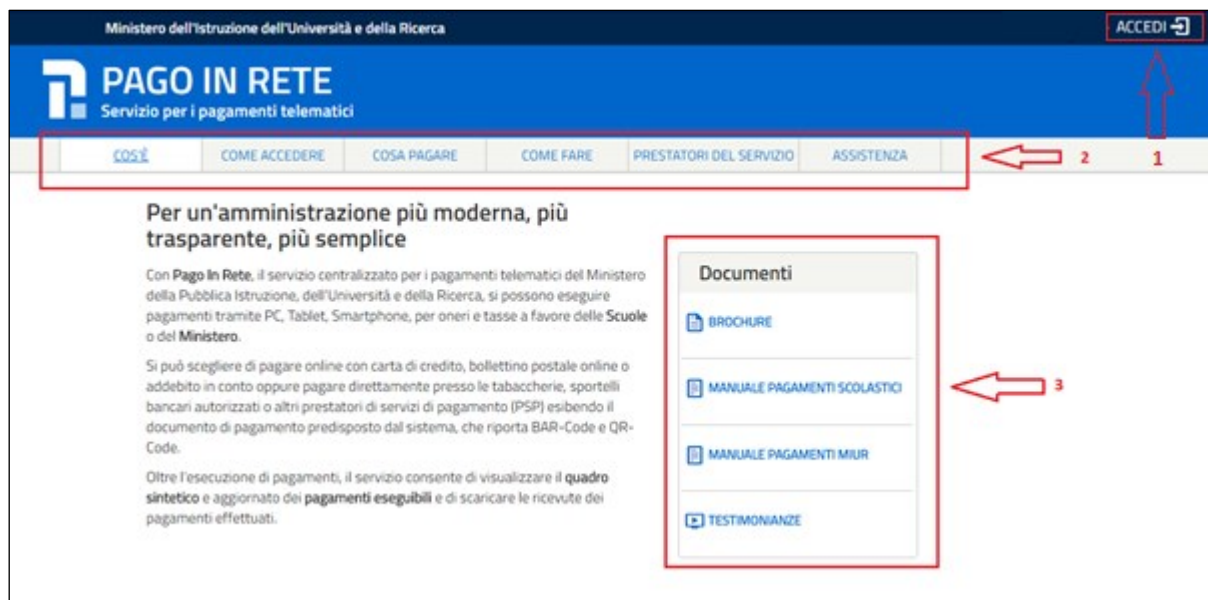 Ministero dell'Istruzione dell'Università e della Ricerca
ACCEDI
PAGO IN RETE
Servizio per i pagamenti telematici
COS'È COME ACCEDERE COSA PAGARE COME FARE PRESTATORI DEL SERVIZIO ASSISTENZA
2
1
Per un'amministrazione più moderna, più
trasparente, più semplice
Con Pago In Rete, il servizio centralizzato per i pagamenti telematici del Ministero
della Pubblica Istruzione, dell'Università e della Ricerca, si possono eseguire
pagamenti tramite PC, Tablet, Smartphone, per oneri e tasse a favore delle Scuole
o del Ministero.
Si può scegliere di pagare online con carta di credito, bollettino postale online o
addebito in conto oppure pagare direttamente presso le tabaccherie, sportelli
bancari autorizzati o altri prestatori di servizi di pagamento (PSP) esibendo il
documento di pagamento predisposto dal sistema, che riporta BAR-Code e QR-
Code.
Oltre l'esecuzione di pagamenti, il servizio consente di visualizzare il quadro
sintetico e aggiornato dei pagamenti eseguibili e di scaricare le ricevute dei
pagamenti effettuati.
Documenti
BROCHURE
MANUALE PAGAMENTI SCOLASTICI
3
MANUALE PAGAMENTI MIUR
TESTIMONIANZE